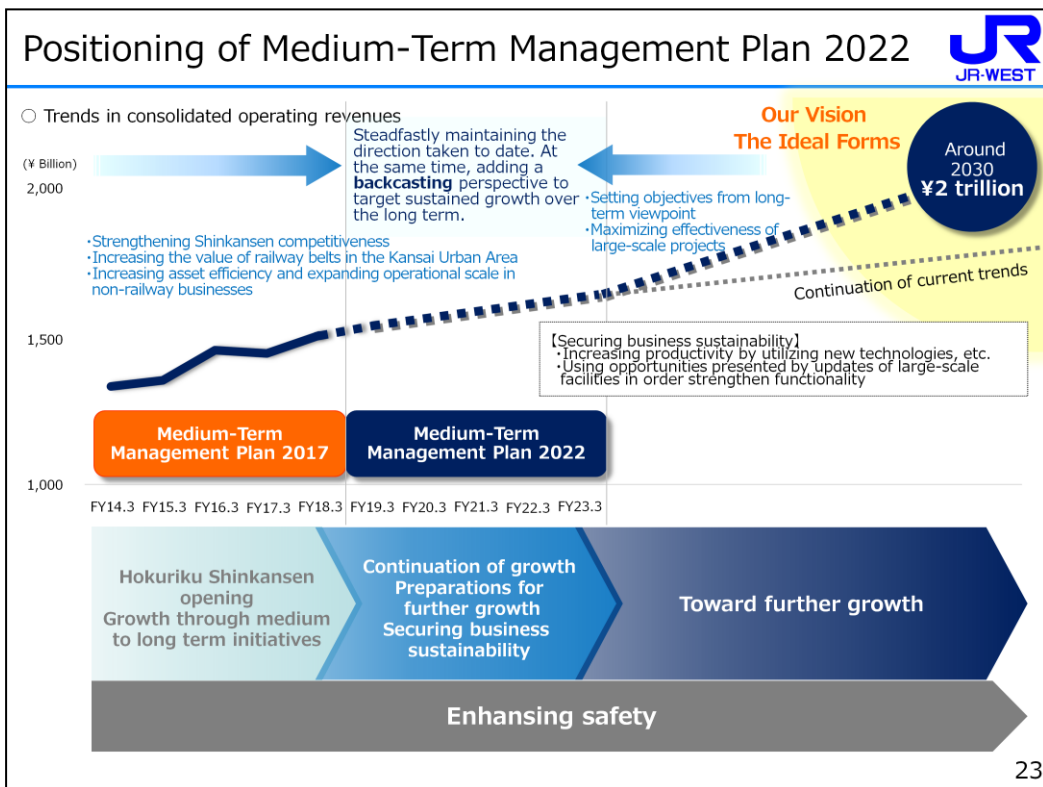 Positioning of Medium-Term Management Plan 2022
JR
JR-WEST
○ Trends in consolidated operating revenues
(¥ Billion)
2,000
1,500
1,000
Steadfastly maintaining the
direction taken to date. At
the same time, adding a
backcasting perspective to
target sustained growth over
the long term.
Our Vision
The Ideal Forms
Around
2030
¥2 trillion
・Strengthening Shinkansen competitiveness
・Increasing the value of railway belts in the Kansai Urban Area
・Increasing asset efficiency and expanding operational scale in
non-railway businesses
・Setting objectives from long-
term viewpoint
・Maximizing effectiveness of
large-scale projects
Continuation of current trends
【Securing business sustainability】
・Increasing productivity by utilizing new technologies, etc.
・Using opportunities presented by updates of large-scale
facilities in order strengthen functionality
Medium-Term
Management Plan 2017
Medium-Term
Management Plan 2022
FY14.3 FY15.3 FY16.3 FY17.3 FY18.3 FY19.3 FY20.3 FY21.3 FY22.3 FY23.3
Hokuriku Shinkansen
opening
Growth through medium
to long term initiatives
Continuation of growth
Preparations for
further growth
Securing business
sustainability
Toward further growth
Enhansing safety
23